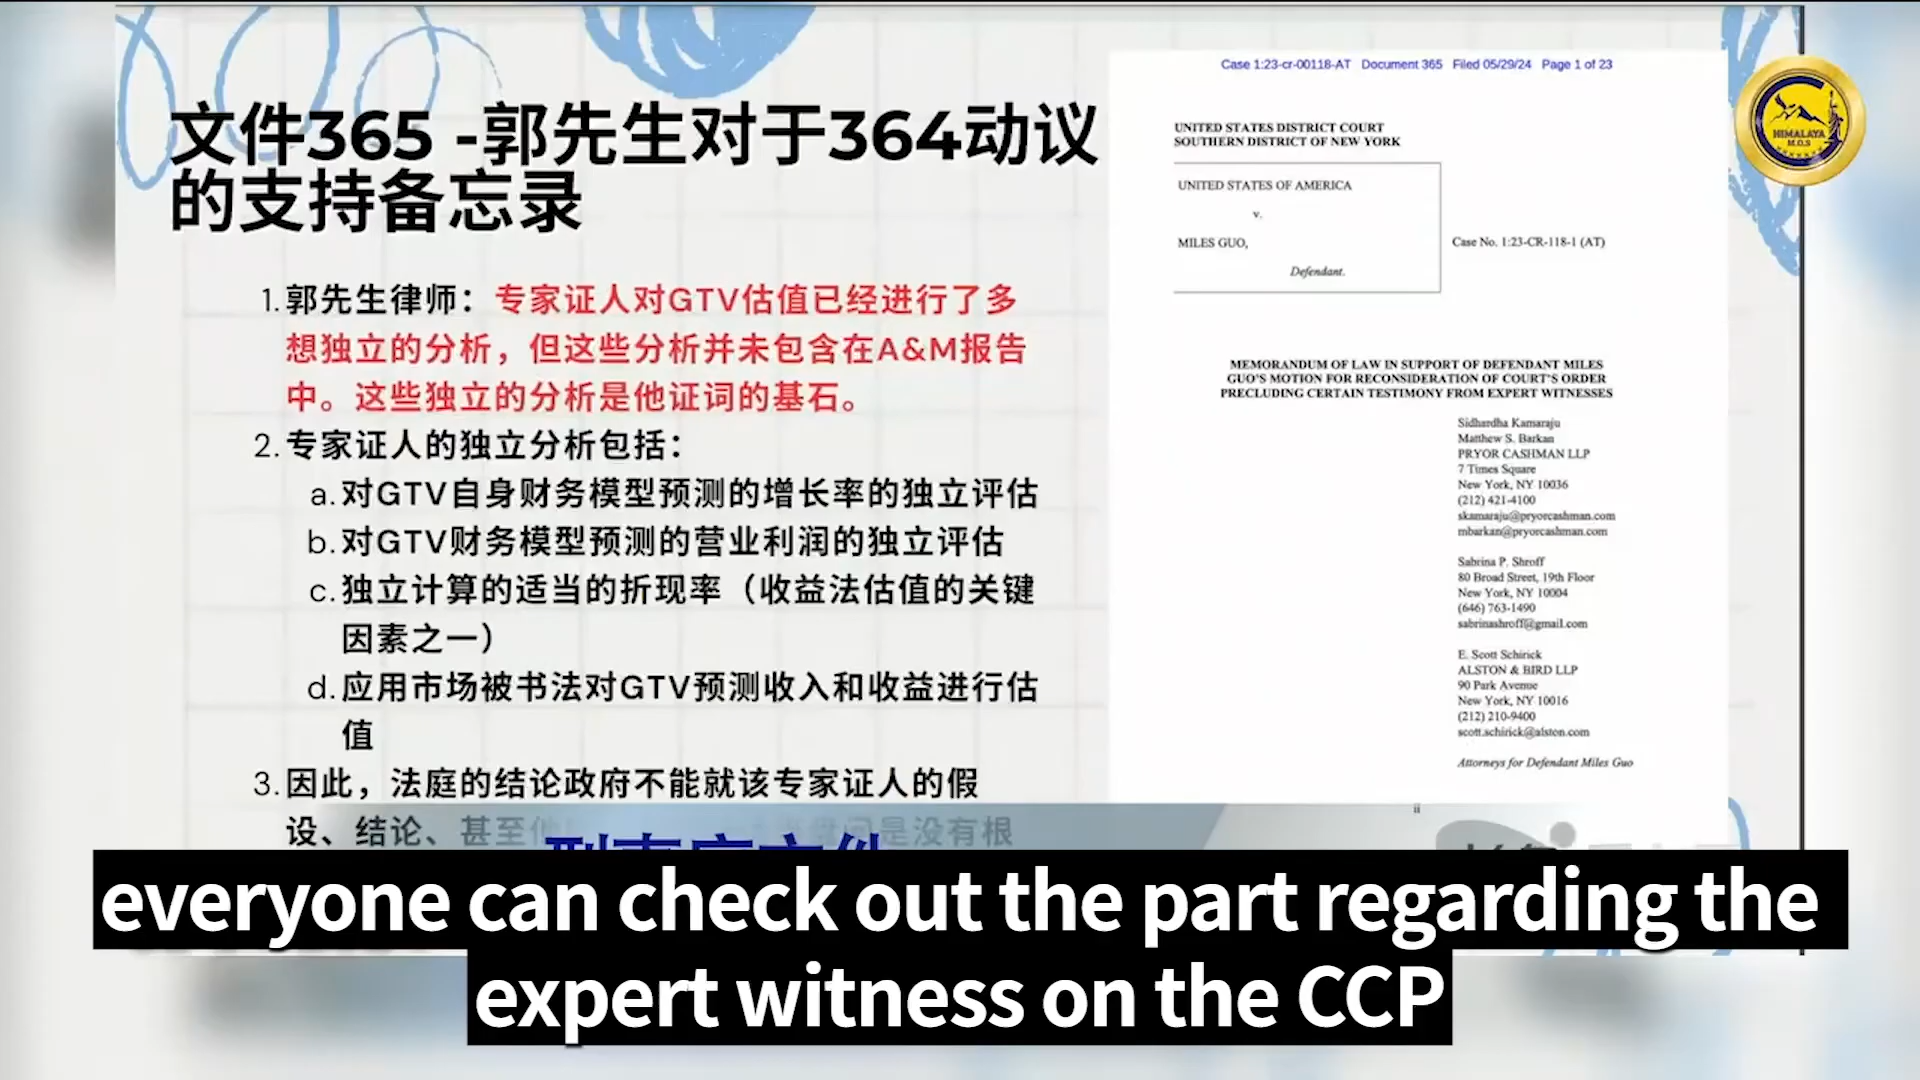 文件365 -郭先生对于364动议
的支持备忘录
1.郭先生律师：专家证人对GTV估值已经进行了多
想独立的分析，但这些分析并未包含在A&M报告
中。这些独立的分析是他证词的基石。
2.专家证人的独立分析包括：
a.对GTV自身财务模型预测的增长率的独立评估
b.对GTV财务模型预测的营业利润的独立评估
c.独立计算的适当的折现率（收益法估值的关键
因素之一）
d.应用市场被书法对GTV预测收入和收益进行估
值
3.因此，法庭的结论政府不能就该专家证人的假
设、结论、甚至 是没有根
Case 1:23-cr-00118-AT Document 365 Filed 05/29/24 Page 1 of 23
UNITED STATES DISTRICT COURT
SOUTHERN DISTRICT OF NEW YORK
UNITED STATES OF AMERICA
v.
MILES GUO,
Defendant.
Case No. 1:23-CR-118-1 (AT)
MEMORANDUM OF LAW IN SUPPORT OF DEFENDANT MILES
GUO'S MOTION FOR RECONSIDERATION OF COURT'S ORDER
PRECLUDING CERTAIN TESTIMONY FROM EXPERT WITNESSES
Sidhardha Kamaraju
Matthew S. Barkan
PRYOR CASHMAN LLP
7 Times Square
New York, NY 10036
(212) 421-4100
skamaraju@pryorcashman.com
mbarkan@pryorcashman.com
Sabrina P. Shroff
80 Broad Street, 19th Floor
New York, NY 10004
(646) 763-1490
sabrinashroff@gmail.com
E. Scott Schirick
ALSTON & BIRD LLP
90 Park Avenue
New York, NY 10016
(212) 210-9400
scott.schirick@alston.com
Attorneys for Defendant Miles Guo
ii
HIMALAYA
M.O.S
everyone can check out the part regarding the
expert witness on the CCP